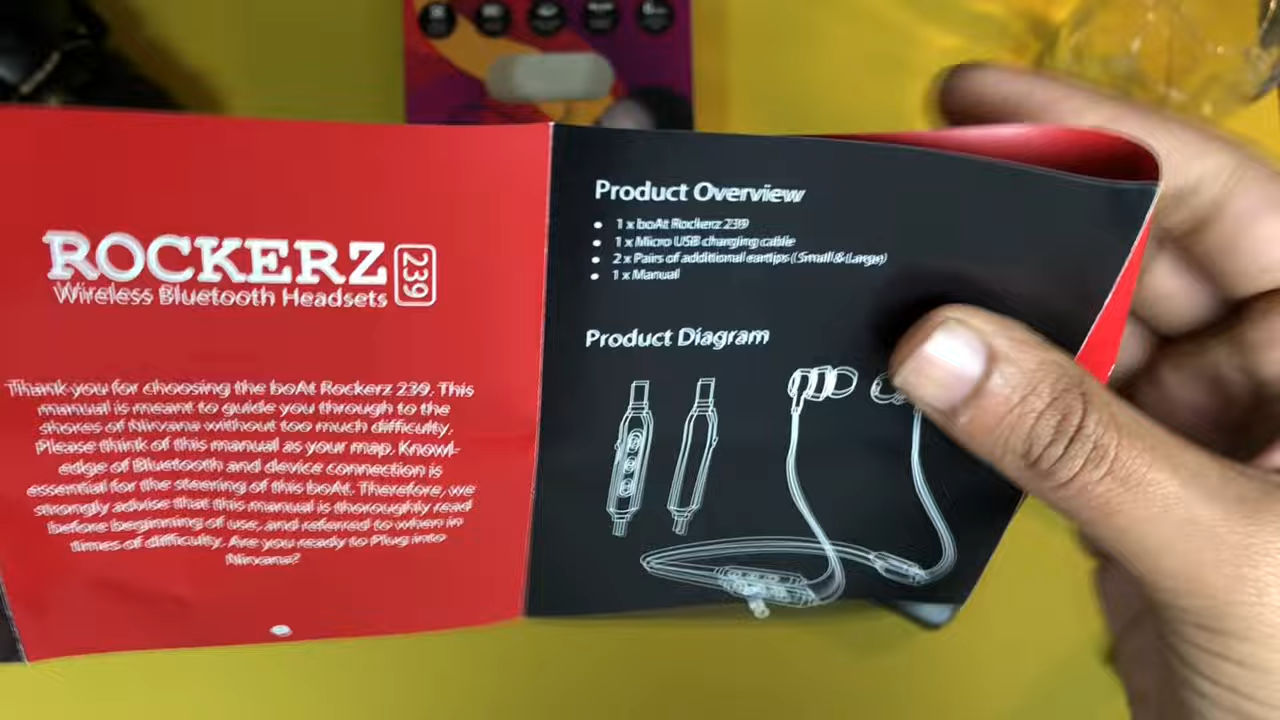 ROCKERZ 239
Wireless Bluetooth Headsets
Thank you for choosing the boAt Rockerz 239. This
manual is meant to guide you through to the
shores of Nirvana without too much difficulty.
Please think of this manual as your map. Knowl-
edge of Bluetooth and device connection is
essential for the steering of this boAt. Therefore, we
strongly advise that this manual is thoroughly read
before beginning of use, and referred to when in
times of difficulty. Are you ready to Plug into
Nirvana?
Product Overview
• 1 x boAt Rockerz 239
• 1 x Micro USB charging cable
• 2 x Pairs of additional eartips ( Small & Large)
• 1 x Manual
Product Diagram